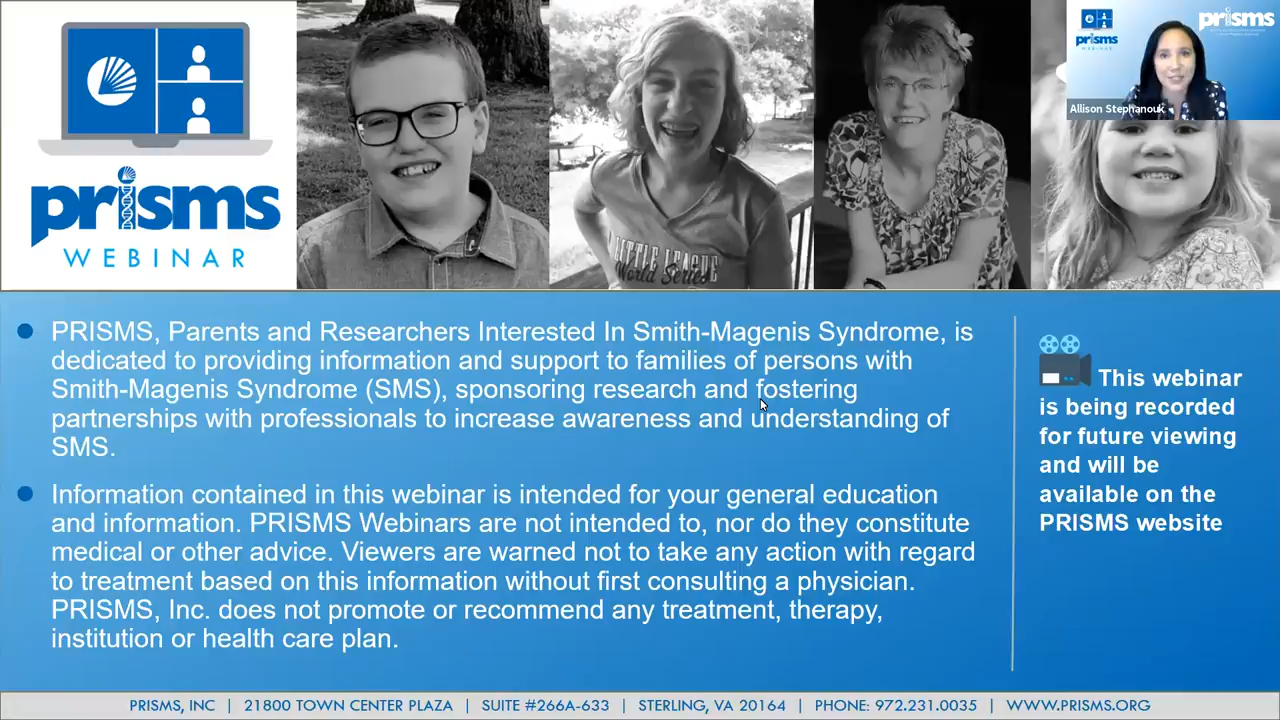 prisms
WEBINAR
LITTLE LEAGUE
World Series
prisms
WEBINAR
prisms
Allison Stephanouk
PRISMS, Parents and Researchers Interested In Smith-Magenis Syndrome, is
dedicated to providing information and support to families of persons with
Smith-Magenis Syndrome (SMS), sponsoring research and fostering
partnerships with professionals to increase awareness and understanding of
SMS.
Information contained in this webinar is intended for your general education
and information. PRISMS Webinars are not intended to, nor do they constitute
medical or other advice. Viewers are warned not to take any action with regard
to treatment based on this information without first consulting a physician.
PRISMS, Inc. does not promote or recommend any treatment, therapy,
institution or health care plan.
This webinar
is being recorded
for future viewing
and will be
available on the
PRISMS website
PRISMS, INC | 21800 TOWN CENTER PLAZA | SUITE #266A-633 | STERLING, VA 20164 | PHONE: 972.231.0035 | WWW.PRISMS.ORG